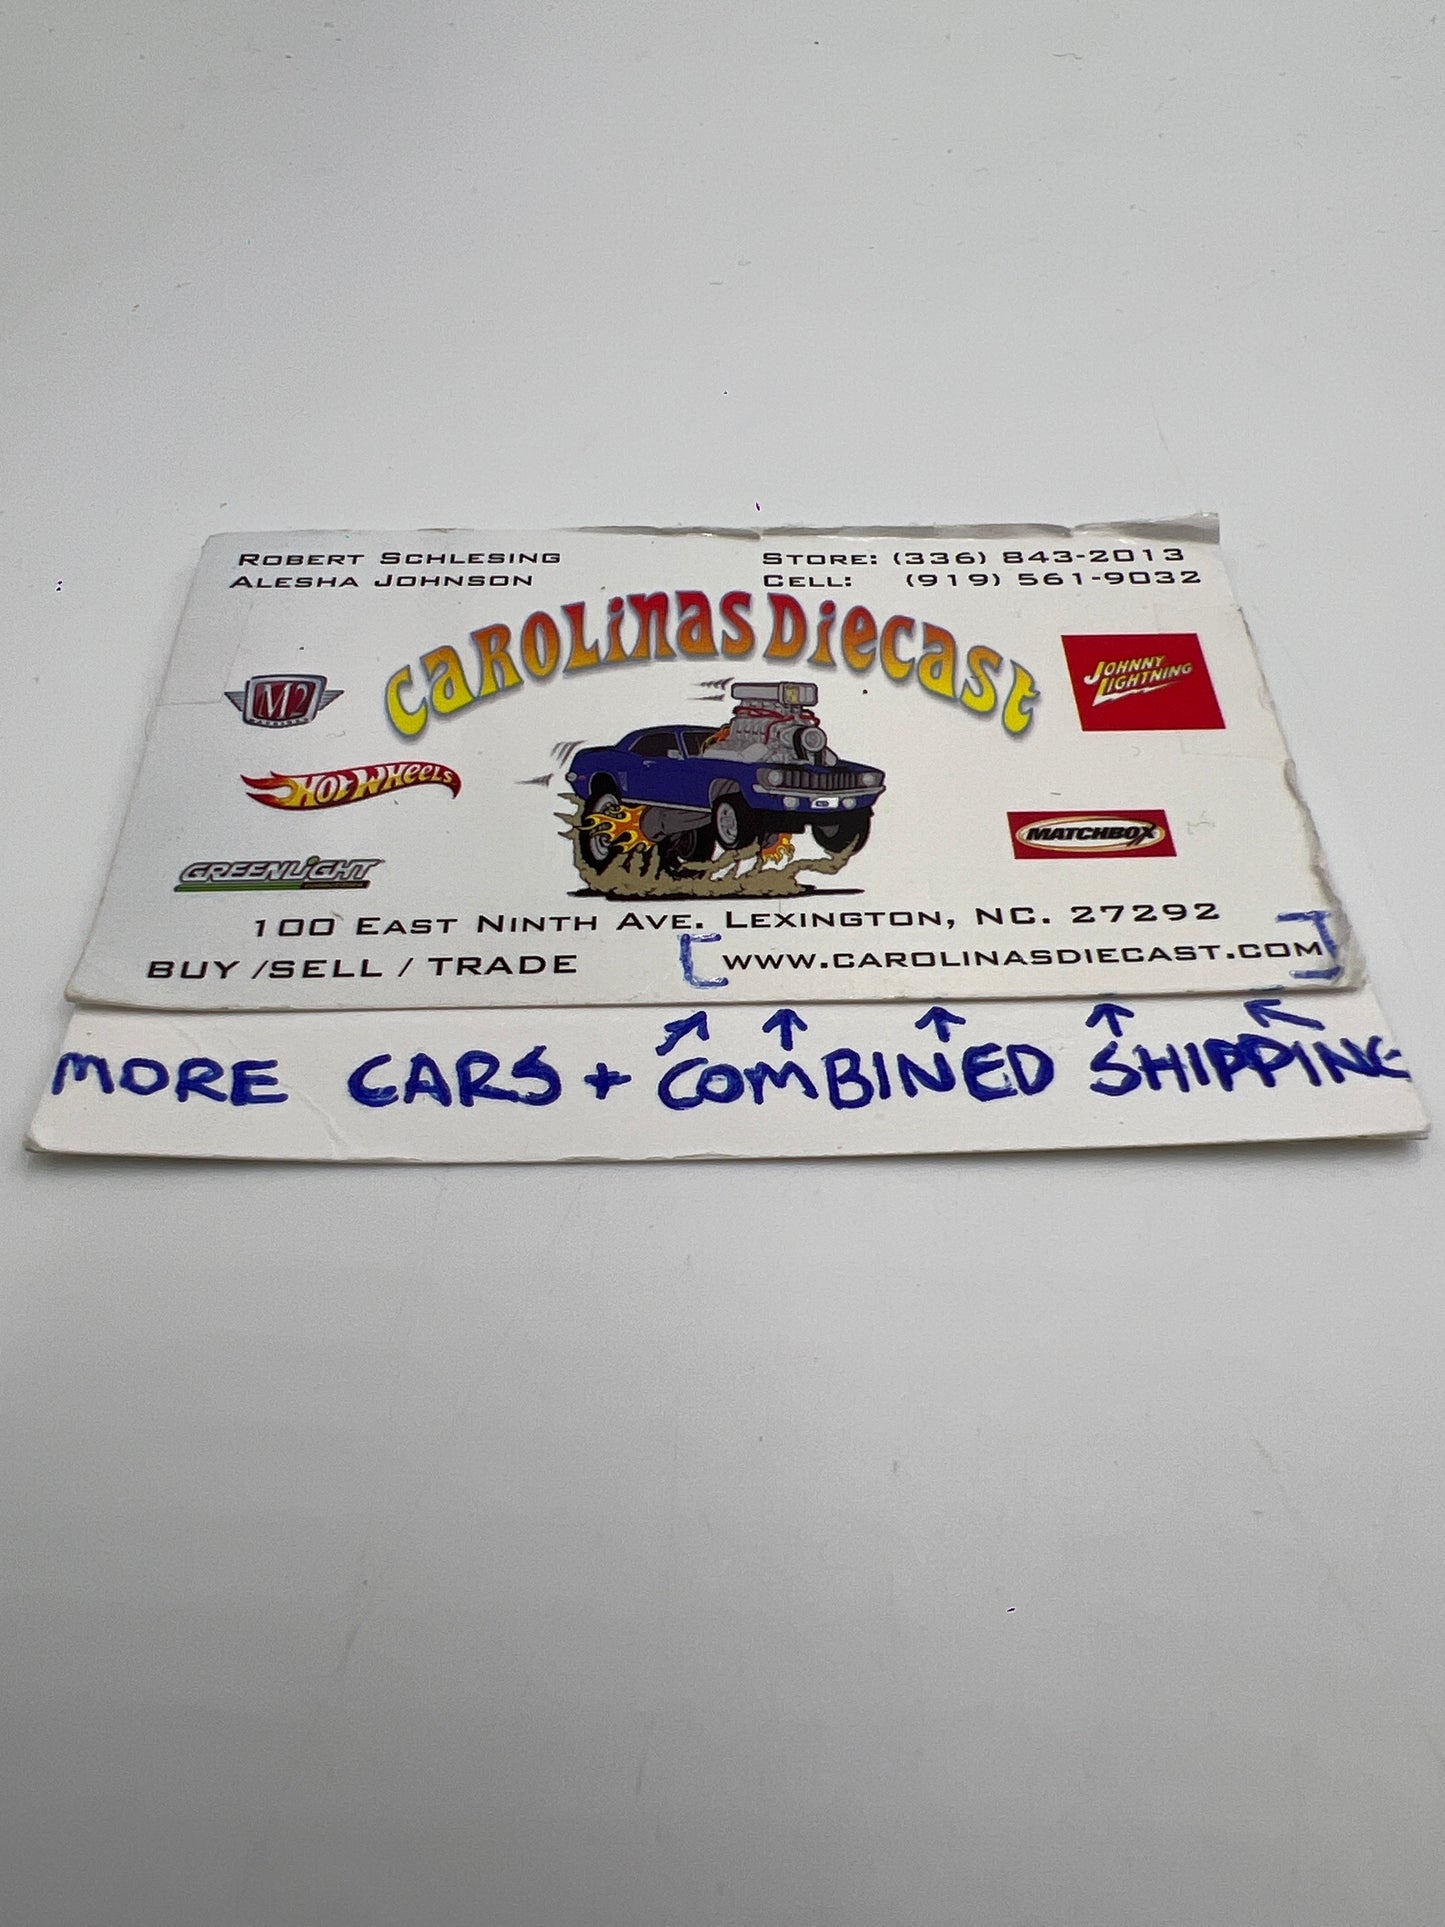 ROBERT SCHLESING
ALESHA JOHNSON
STORE: (336) 843-2013
CELL: (919) 561-9032
CAROLINAS DIECAST
M2
JOHNNY
LIGHTNING
HOT WHEELS
MATCHBOX
GREENLIGHT
100 EAST NINTH AVE. LEXINGTON, NC. 27292
BUY /SELL / TRADE
[WWW.CAROLINASDIECAST.COM]
MORE CARS + COMBINED SHIPPING